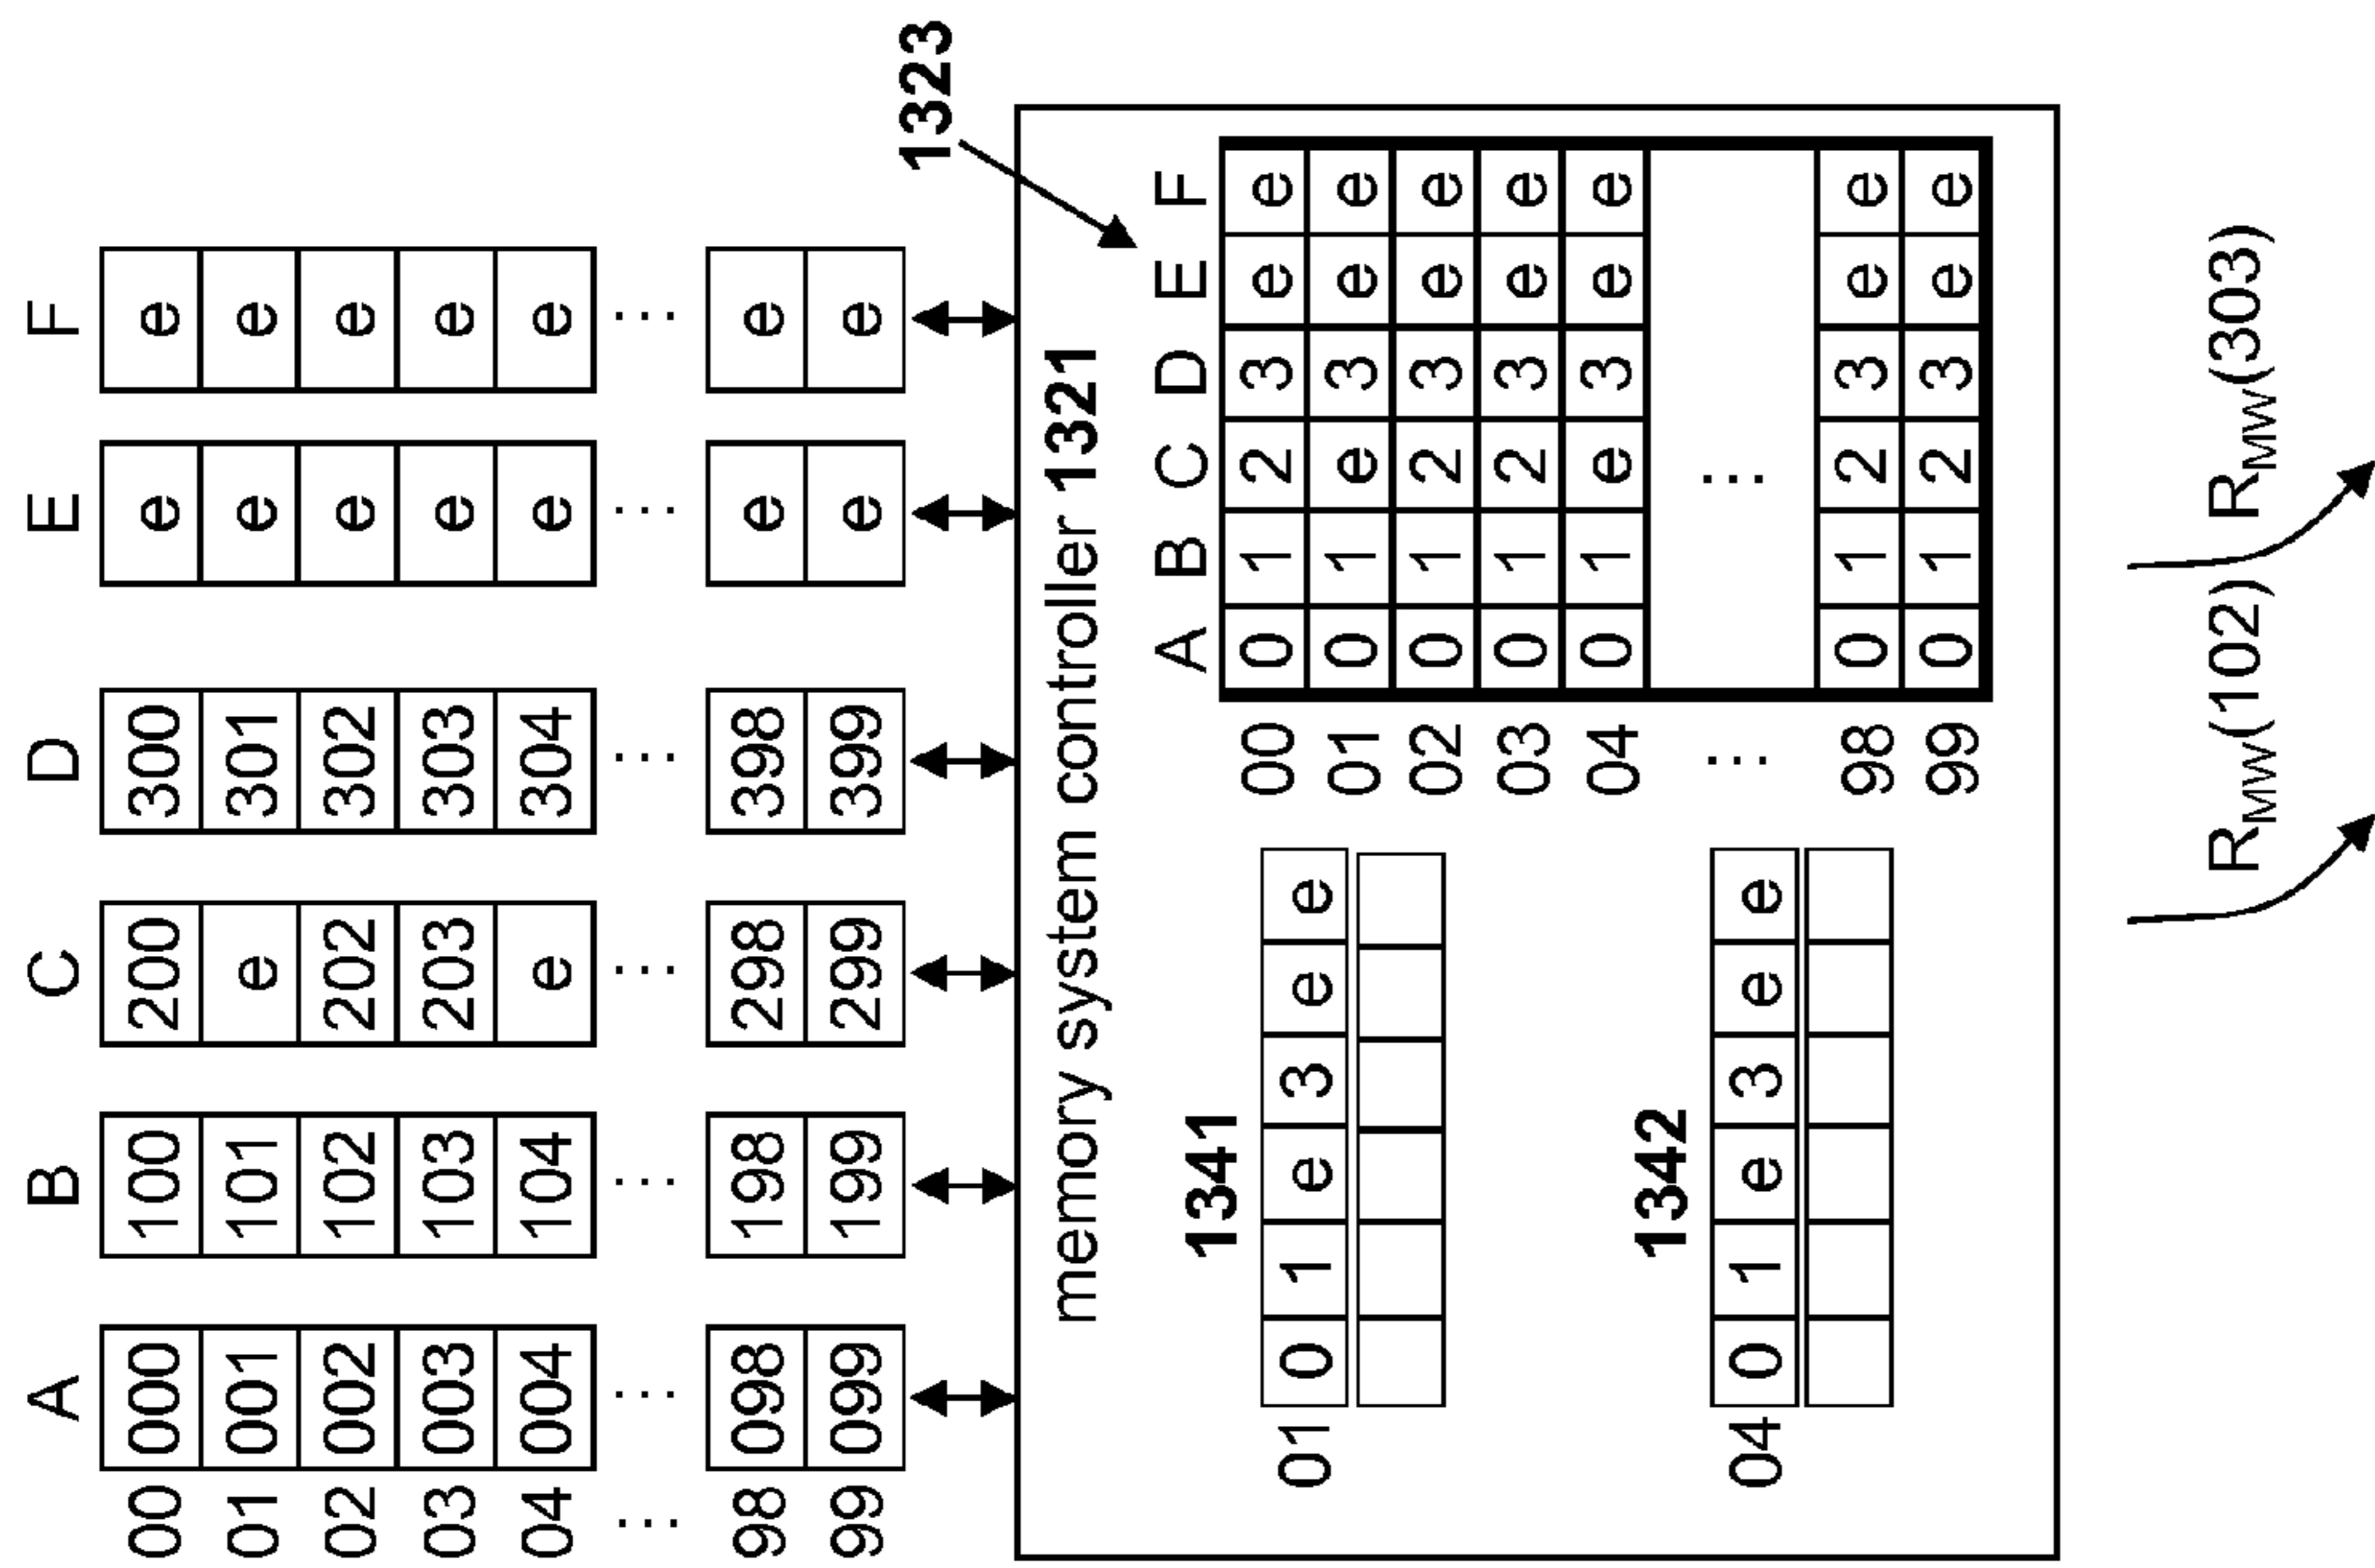 A B C D E F
00 000 100 200 300 e e
01 001 101 e 301 e e
02 002 102 202 302 e e
03 003 103 203 303 e e
04 004 104 e 304 e e
... ... ... ... ... ... ...
98 098 198 298 398 e e
99 099 199 299 399 e e
1323
memory system controller 1321
1341
01 0 1 e 3 e e
1342
04 0 1 e 3 e e
A B C D E F
00 0 1 2 3 e e
01 0 1 e 3 e e
02 0 1 2 3 e e
03 0 1 2 3 e e
04 0 1 e 3 e e
... ...
98 0 1 2 3 e e
99 0 1 2 3 e e
RMW(102) RMW(303)